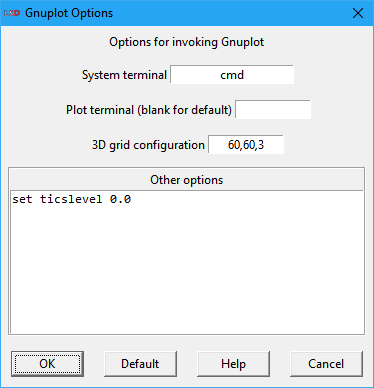 Gnuplot Options
Options for invoking Gnuplot
System terminal cmd
Plot terminal (blank for default)
3D grid configuration 60,60,3
Other options
set ticslevel 0.0
OK Default Help Cancel